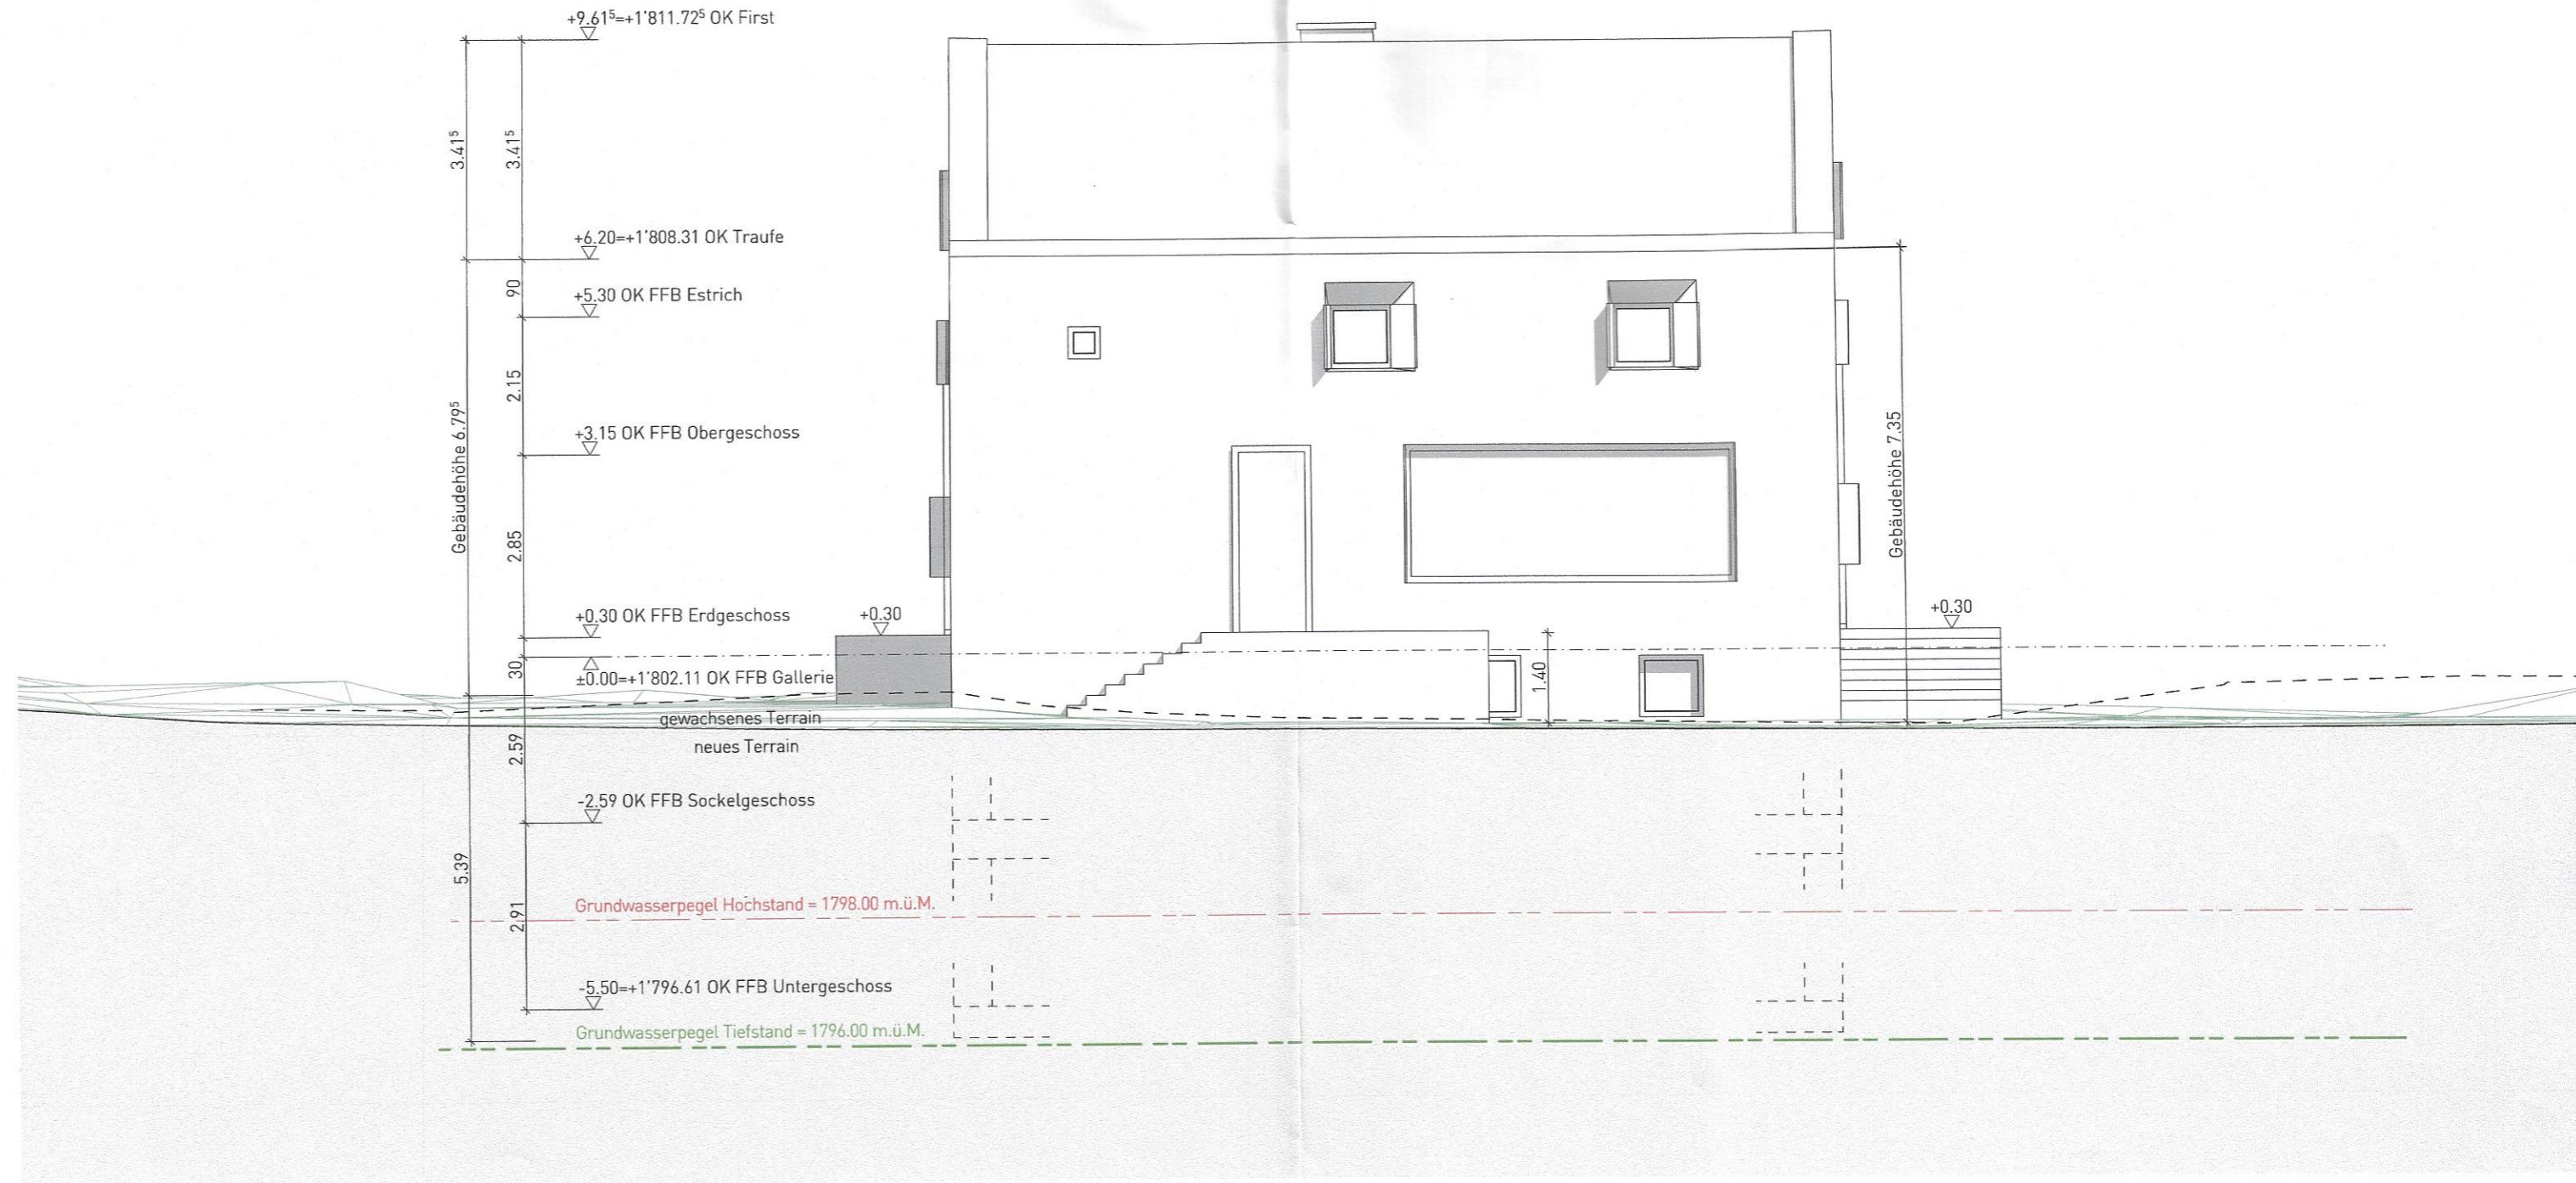 +9.61⁵=+1'811.72⁵ OK First
3.41⁵
3.41⁵
+6.20=+1'808.31 OK Traufe
90
+5.30 OK FFB Estrich
2.15
+3.15 OK FFB Obergeschoss
Gebäudehöhe 6.79⁵
Gebäudehöhe 7.35
2.85
+0.30 OK FFB Erdgeschoss
+0.30
+0.30
30
±0.00=+1'802.11 OK FFB Gallerie
1.40
gewachsenes Terrain
neues Terrain
2.59
-2.59 OK FFB Sockelgeschoss
5.39
Grundwasserpegel Hochstand = 1798.00 m.ü.M.
2.91
-5.50=+1'796.61 OK FFB Untergeschoss
Grundwasserpegel Tiefstand = 1796.00 m.ü.M.